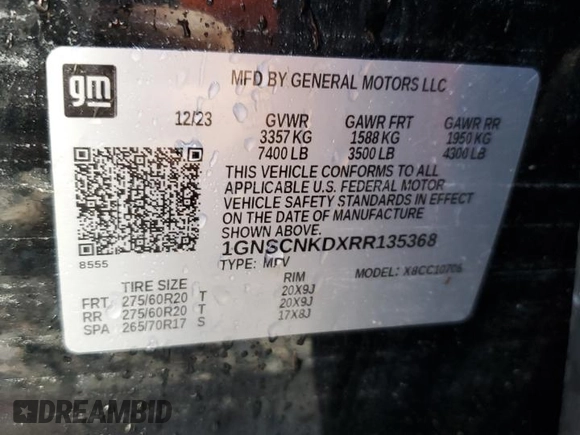 gm
MFD BY GENERAL MOTORS LLC
12/23 GVWR GAWR FRT GAWR RR
3357 KG 1588 KG 1950 KG
7400 LB 3500 LB 4300 LB
THIS VEHICLE CONFORMS TO ALL
APPLICABLE U.S. FEDERAL MOTOR
VEHICLE SAFETY STANDARDS IN EFFECT
ON THE DATE OF MANUFACTURE
SHOWN ABOVE.
8555
1GNSCNKDXRR135368
TYPE: MPV MODEL: X8CC10706
TIRE SIZE RIM
FRT 275/60R20 T 20X9J
RR 275/60R20 T 20X9J
SPA 265/70R17 S 17X8J
DREAMBID